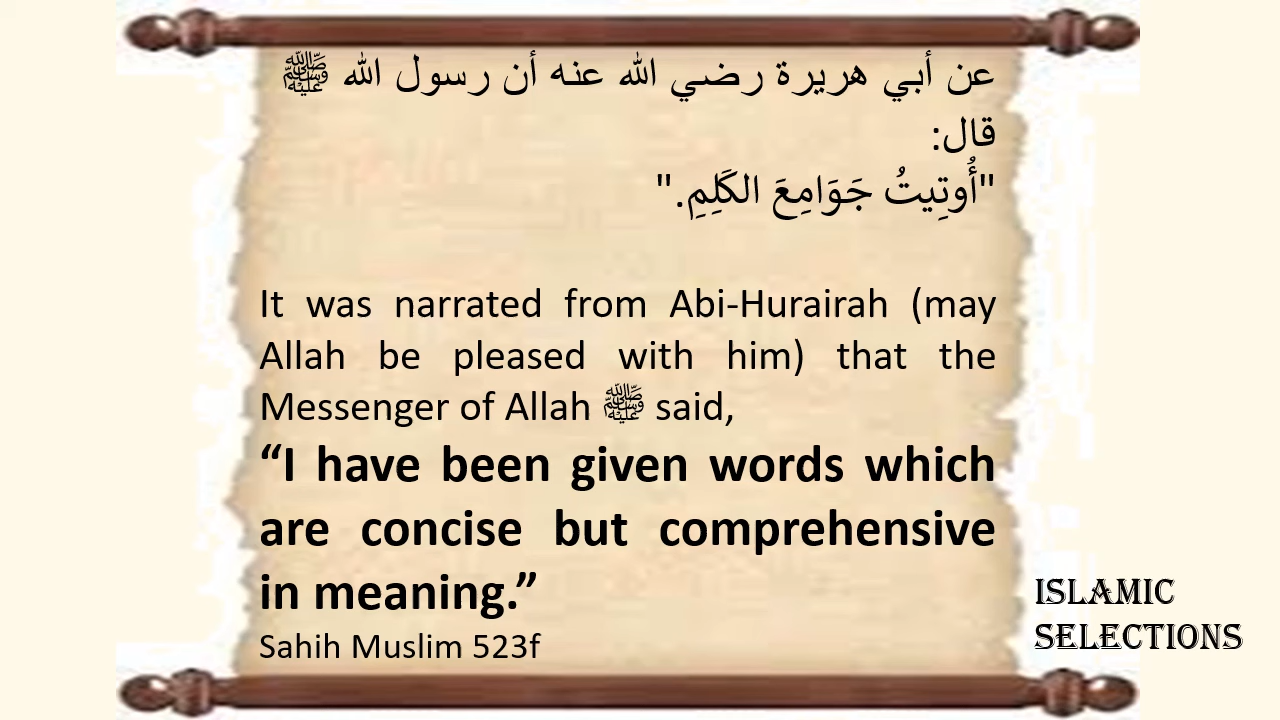 عن أبي هريرة رضي الله عنه أن رسول الله ﷺ
قال:
"أُوتِيتُ جَوَامِعَ الكَلِمِ."
It was narrated from Abi-Hurairah (may
Allah be pleased with him) that the
Messenger of Allah ﷺ said,
“I have been given words which
are concise but comprehensive
in meaning.”
Sahih Muslim 523f
ISLAMIC
SELECTIONS